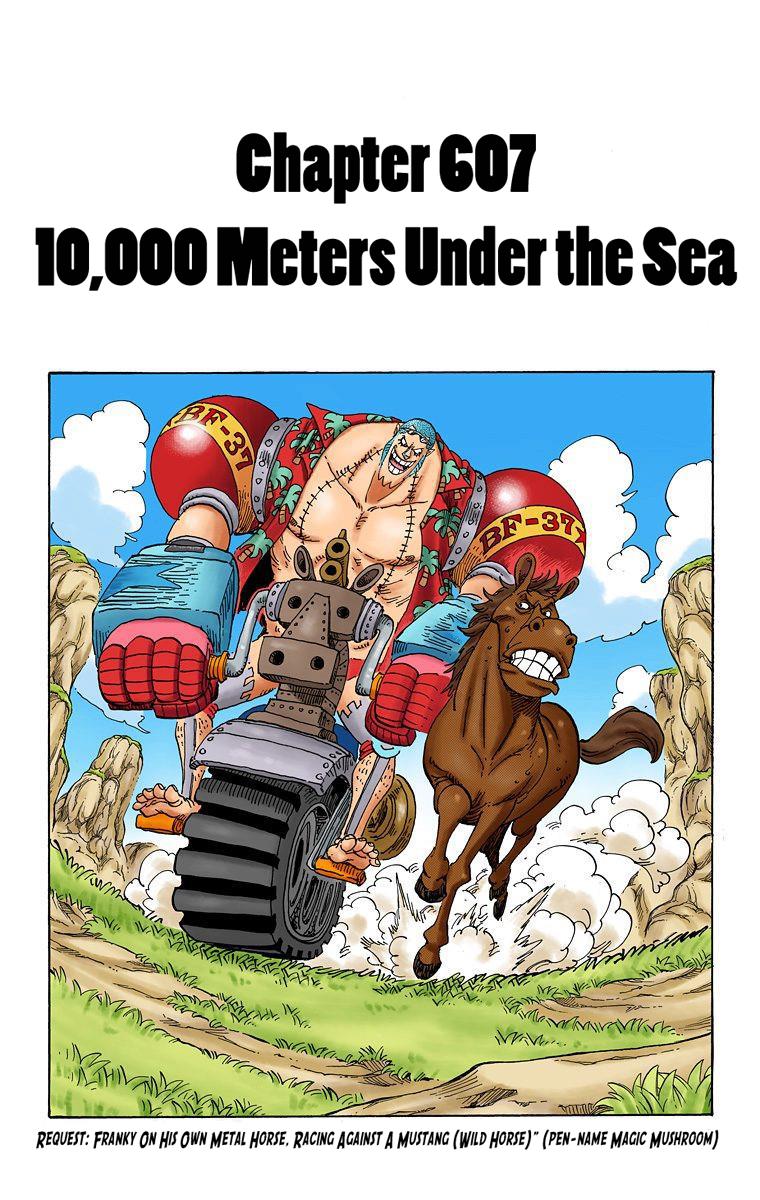 Chapter 607
10,000 Meters Under the Sea
BF-37
BF-37
REQUEST: FRANKY ON HIS OWN METAL HORSE, RACING AGAINST A MUSTANG (WILD HORSE)" (PEN-NAME MAGIC MUSHROOM)